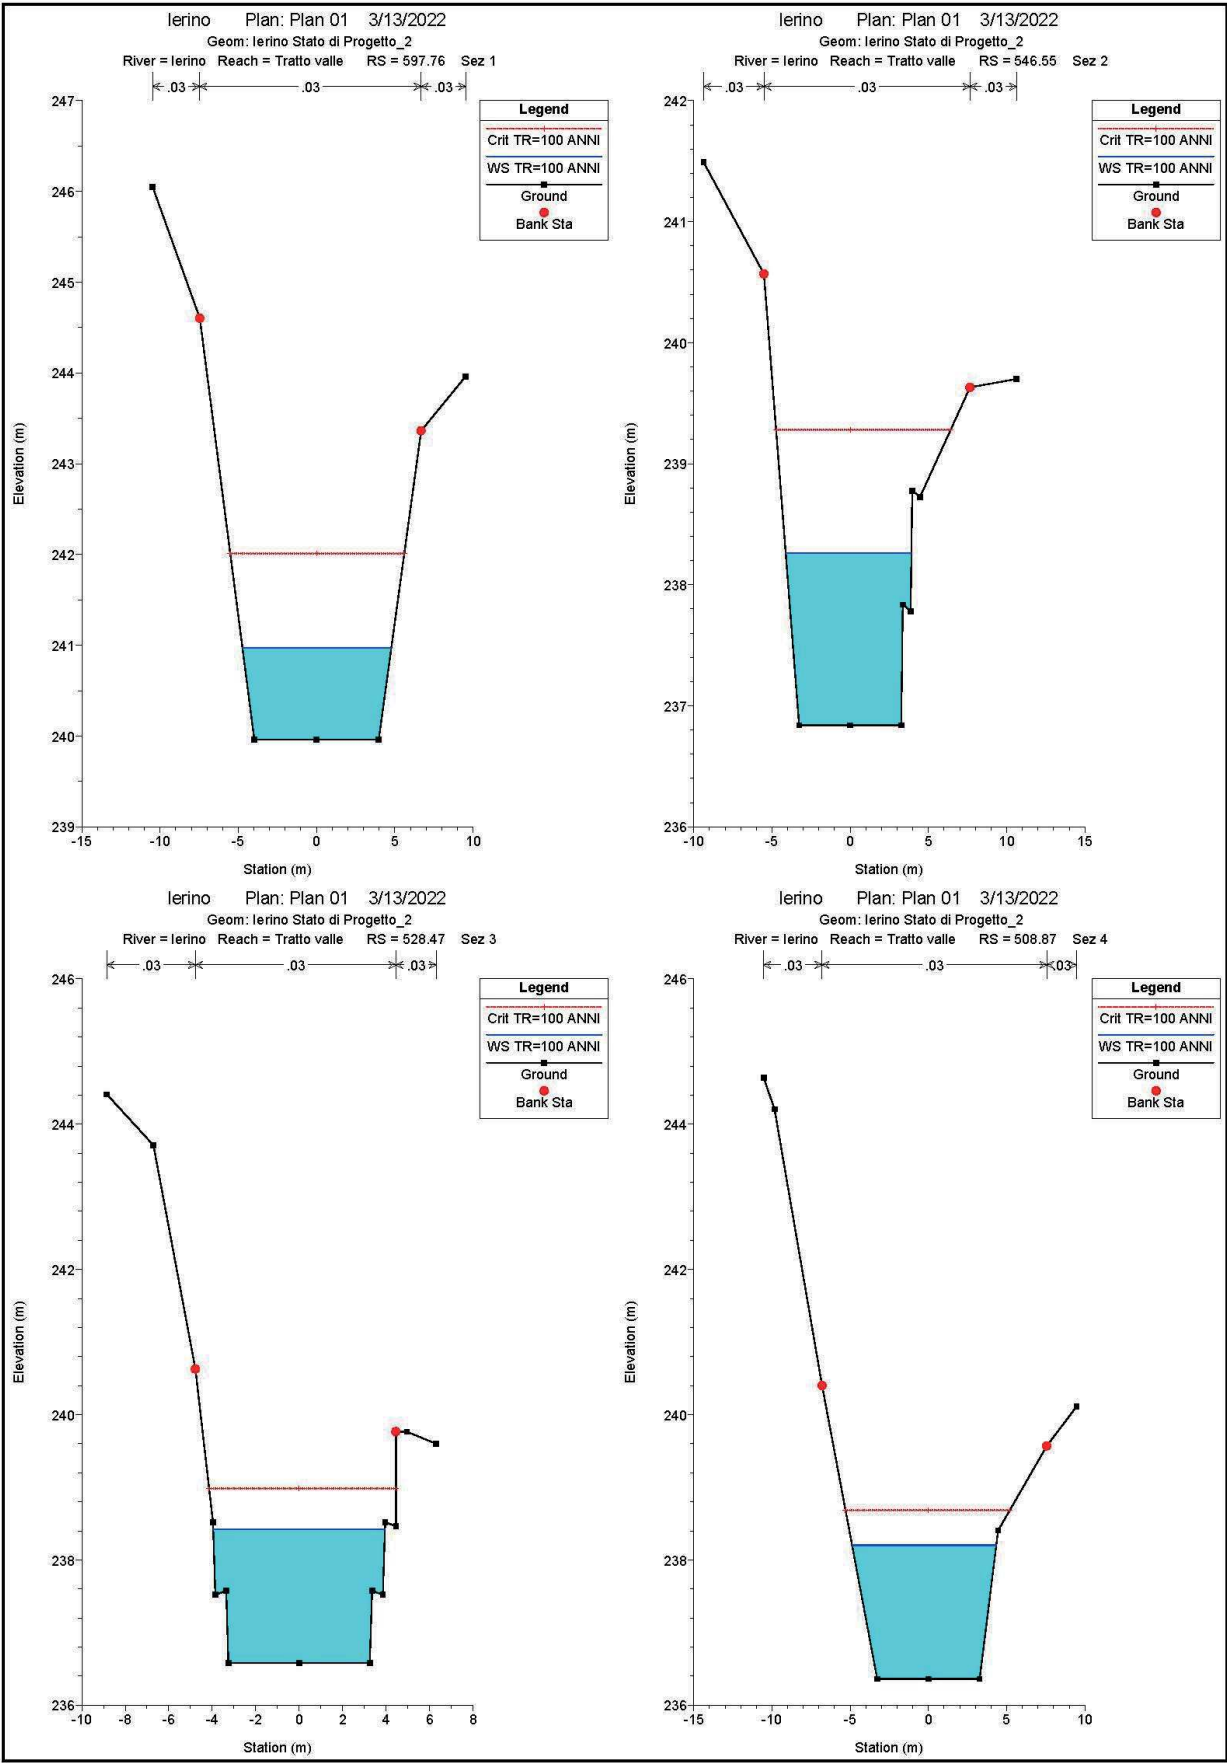 Ierino Plan: Plan 01 3/13/2022
Geom: Ierino Stato di Progetto_2
River = Ierino Reach = Tratto valle RS = 597.76 Sez 1
.03 .03 .03
Legend
Crit TR=100 ANNI
WS TR=100 ANNI
Ground
Bank Sta
247
246
245
244
243
242
241
240
239
Elevation (m)
-15 -10 -5 0 5 10
Station (m)
Ierino Plan: Plan 01 3/13/2022
Geom: Ierino Stato di Progetto_2
River = Ierino Reach = Tratto valle RS = 546.55 Sez 2
.03 .03 .03
Legend
Crit TR=100 ANNI
WS TR=100 ANNI
Ground
Bank Sta
242
241
240
239
238
237
236
Elevation (m)
-10 -5 0 5 10 15
Station (m)
Ierino Plan: Plan 01 3/13/2022
Geom: Ierino Stato di Progetto_2
River = Ierino Reach = Tratto valle RS = 528.47 Sez 3
.03 .03 .03
Legend
Crit TR=100 ANNI
WS TR=100 ANNI
Ground
Bank Sta
246
244
242
240
238
236
Elevation (m)
-10 -8 -6 -4 -2 0 2 4 6 8
Station (m)
Ierino Plan: Plan 01 3/13/2022
Geom: Ierino Stato di Progetto_2
River = Ierino Reach = Tratto valle RS = 508.87 Sez 4
.03 .03 .03
Legend
Crit TR=100 ANNI
WS TR=100 ANNI
Ground
Bank Sta
246
244
242
240
238
236
Elevation (m)
-15 -10 -5 0 5 10
Station (m)